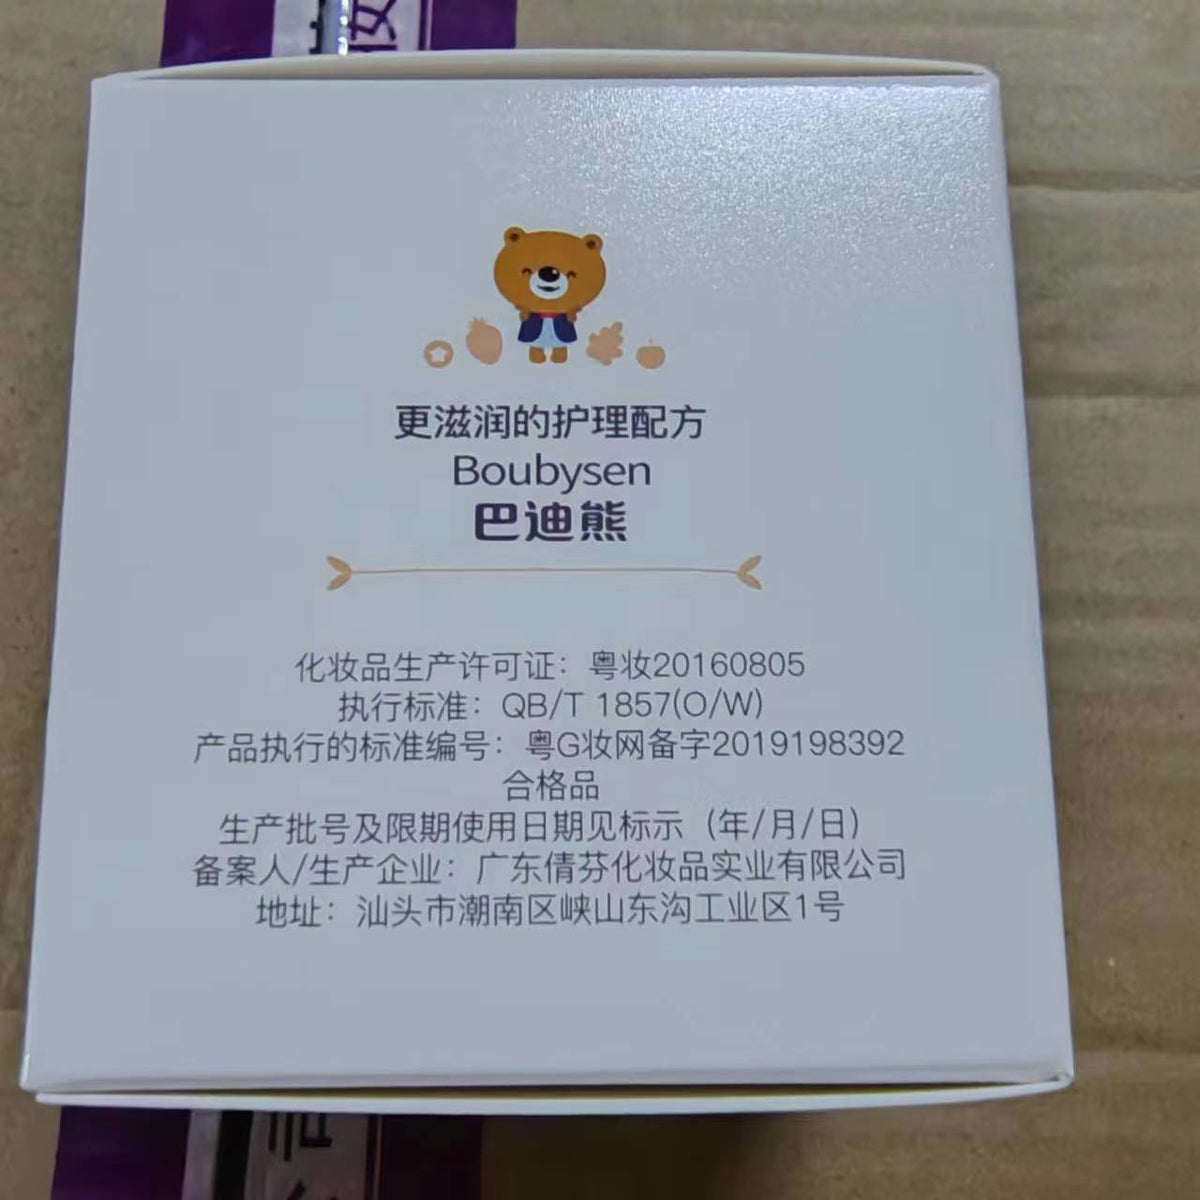 更滋润的护理配方
Boubysen
巴迪熊
化妆品生产许可证：粤妆20160805
执行标准：QB/T 1857(O/W)
产品执行的标准编号：粤G妆网备字2019198392
合格品
生产批号及限期使用日期见标示（年/月/日）
备案人/生产企业：广东倩芬化妆品实业有限公司
地址：汕头市潮南区峡山东沟工业区1号